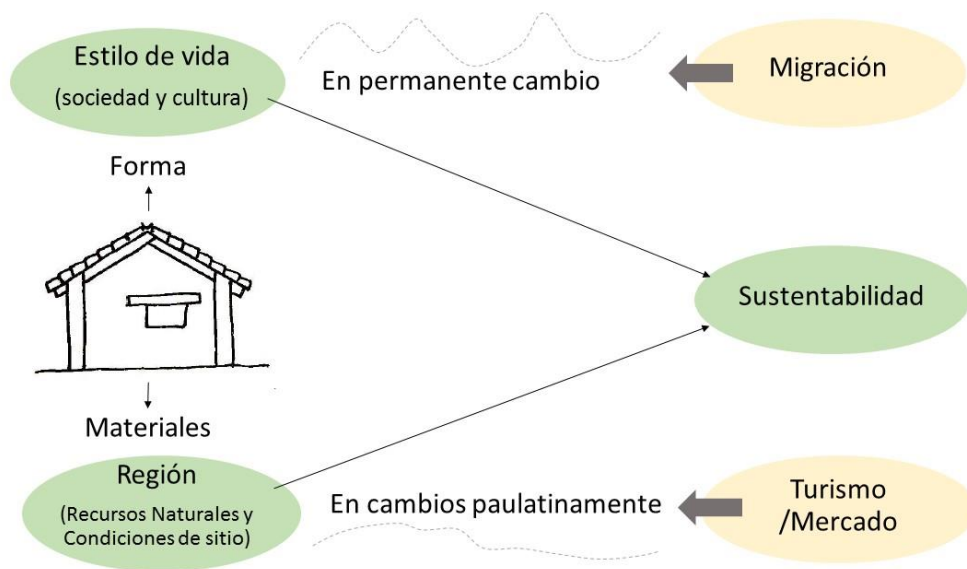 Estilo de vida
(sociedad y cultura)
En permanente cambio
Migración
Forma
Sustentabilidad
Materiales
Región
(Recursos Naturales y
Condiciones de sitio)
En cambios paulatinamente
Turismo
/Mercado